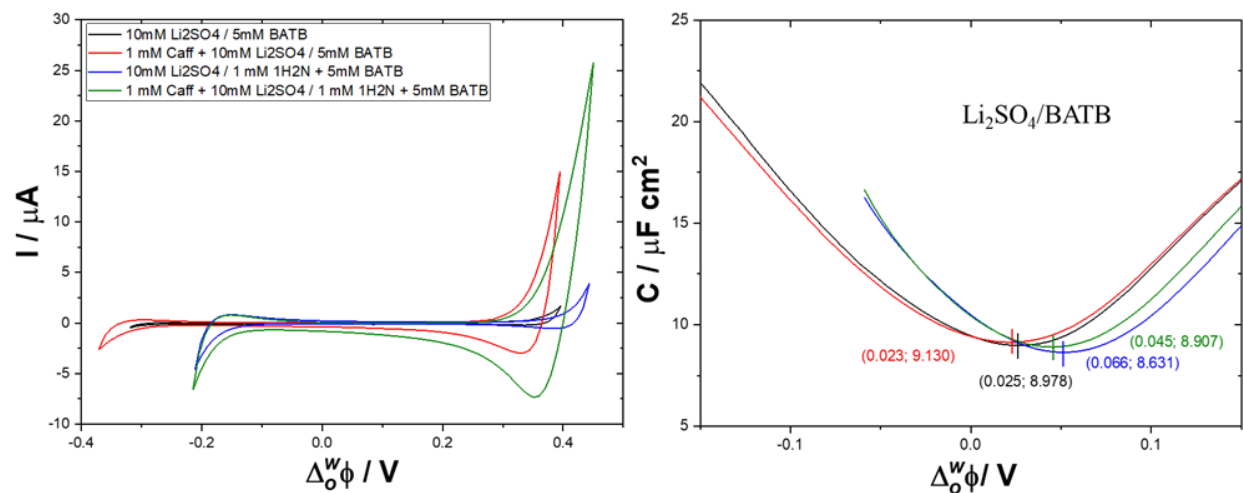 30
25
20
15
10
5
0
-5
-10
I / μA
10mM Li2SO4 / 5mM BATB
1 mM Caff + 10mM Li2SO4 / 5mM BATB
10mM Li2SO4 / 1 mM 1H2N + 5mM BATB
1 mM Caff + 10mM Li2SO4 / 1 mM 1H2N + 5mM BATB
-0.4 -0.2 0.0 0.2 0.4
Δ^w_oϕ / V
25
20
15
10
5
C / μF cm²
Li₂SO₄/BATB
(0.023; 9.130)
(0.045; 8.907)
(0.066; 8.631)
(0.025; 8.978)
-0.1 0.0 0.1
Δ^w_oϕ / V